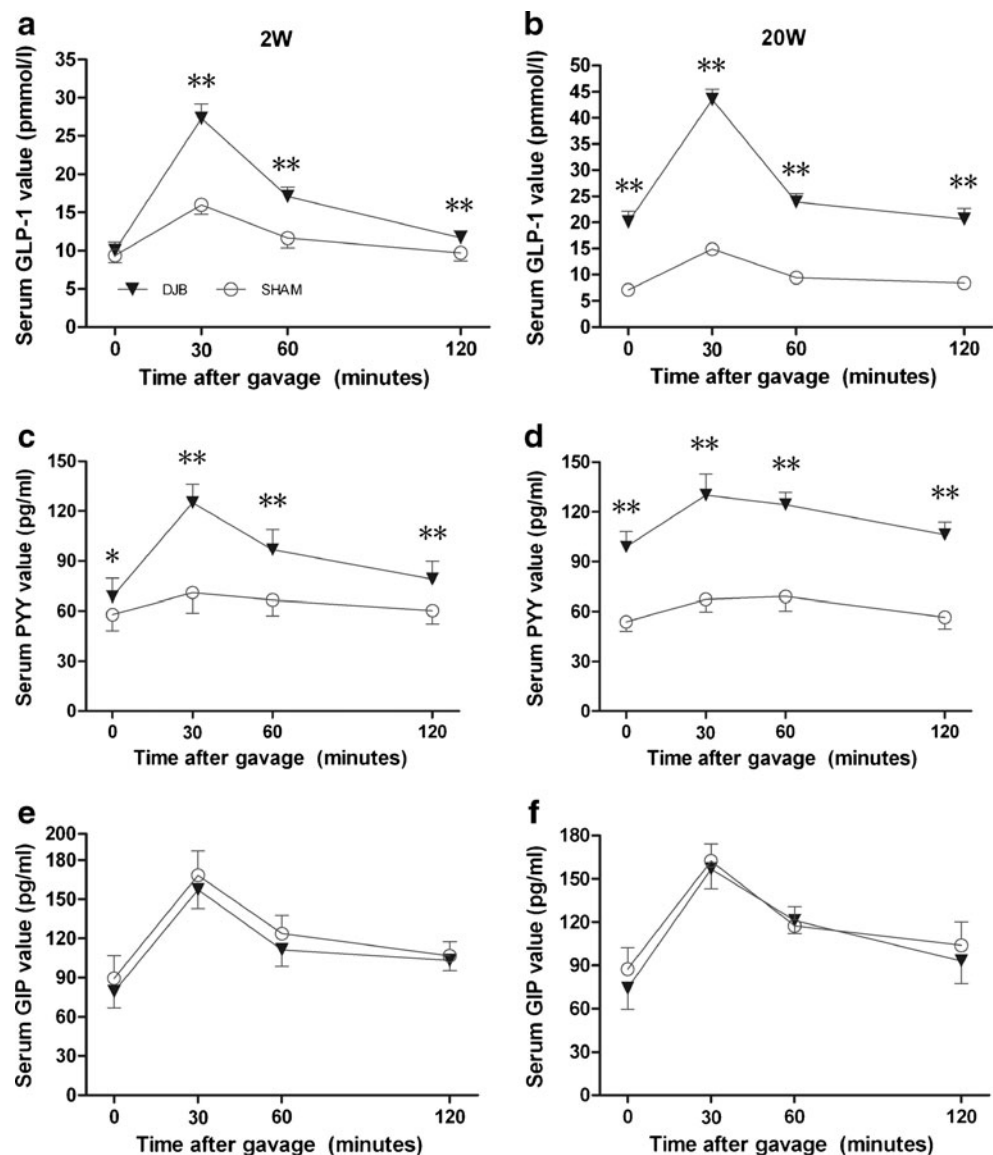 a
2W
Serum GLP-1 value (pmmol/l)
35
30
25
20
15
10
5
0
**
**
**
DJB
SHAM
0 30 60 120
Time after gavage (minutes)
b
20W
Serum GLP-1 value (pmmol/l)
50
45
40
35
30
25
20
15
10
5
0
**
**
**
**
0 30 60 120
Time after gavage (minutes)
c
Serum PYY value (pg/ml)
150
120
90
60
30
0
*
**
**
**
0 30 60 120
Time after gavage (minutes)
d
Serum PYY value (pg/ml)
150
120
90
60
30
0
**
**
**
**
0 30 60 120
Time after gavage (minutes)
e
Serum GIP value (pg/ml)
200
180
150
120
90
60
30
0
0 30 60 120
Time after gavage (minutes)
f
Serum GIP value (pg/ml)
180
150
120
90
60
30
0
0 30 60 120
Time after gavage (minutes)